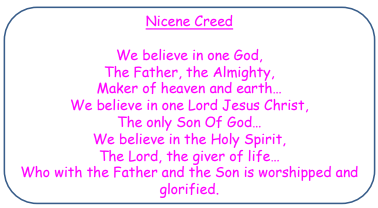 Nicene Creed
We believe in one God,
The Father, the Almighty,
Maker of heaven and earth...
We believe in one Lord Jesus Christ,
The only Son Of God...
We believe in the Holy Spirit,
The Lord, the giver of life...
Who with the Father and the Son is worshipped and
glorified.